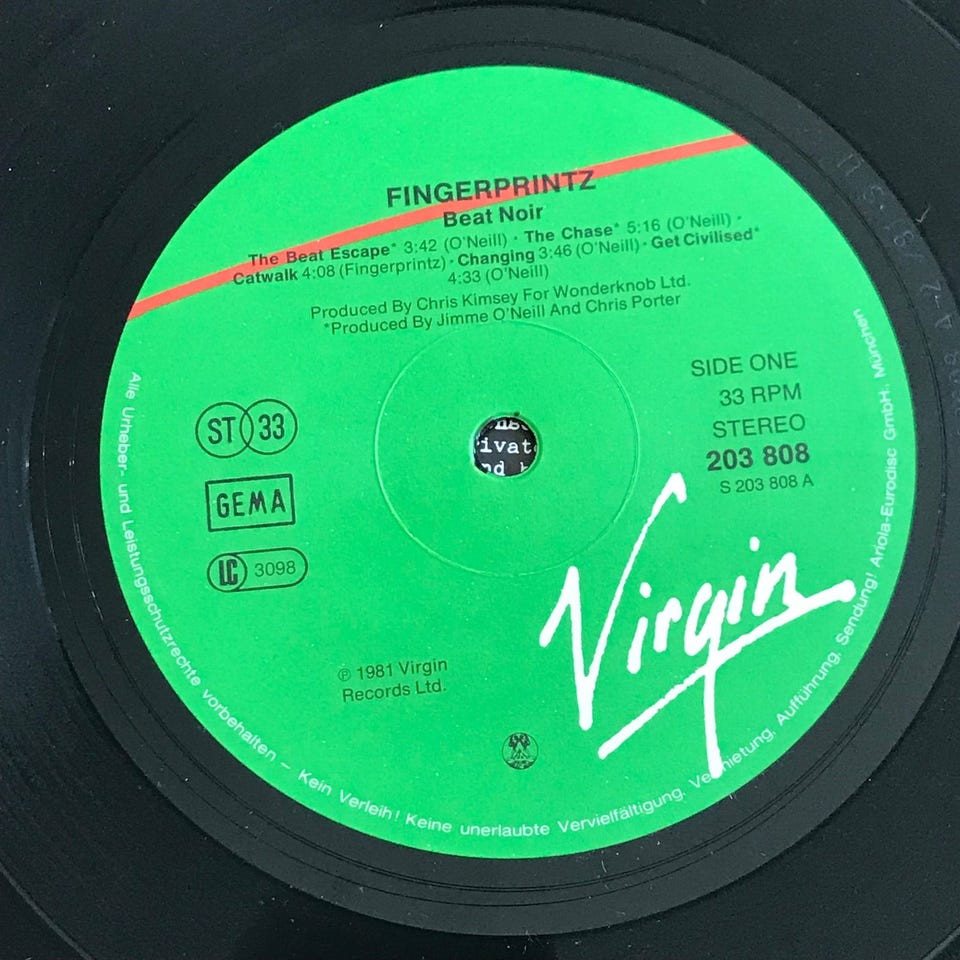 FINGERPRINTZ
Beat Noir
The Beat Escape* 3:42 (O'Neill) · The Chase* 5:16 (O'Neill) ·
Catwalk 4:08 (Fingerprintz) · Changing 3:46 (O'Neill) · Get Civilised*
4:33 (O'Neill)
Produced By Chris Kimsey For Wonderknob Ltd.
*Produced By Jimme O'Neill And Chris Porter
SIDE ONE
33 RPM
STEREO
203 808
S 203 808 A
ST 33
GEMA
LC 3098
Virgin
℗ 1981 Virgin
Records Ltd.
Alle Urheber- und Leistungsschutzrechte vorbehalten – Kein Verleih! Keine unerlaubte Vervielfältigung, Vermietung, Aufführung, Sendung! Ariola-Eurodisc GmbH. München